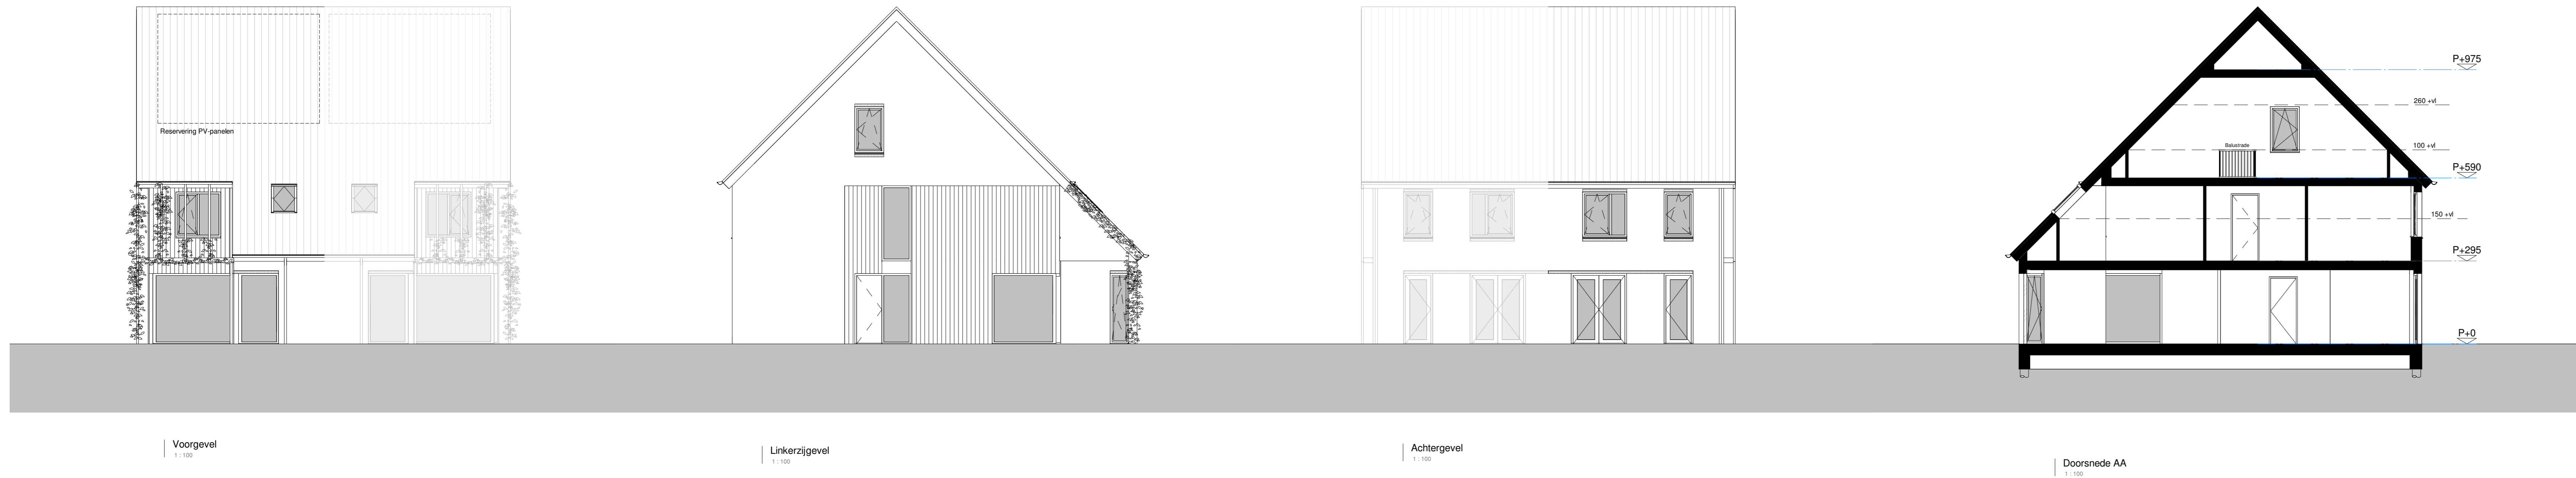 Reservering PV-panelen
P+975
260 +vl
Balustrade
100 +vl
P+590
150 +vl
P+295
P+0
Voorgevel
1 : 100
Linkerzijgevel
1 : 100
Achtergevel
1 : 100
Doorsnede AA
1 : 100